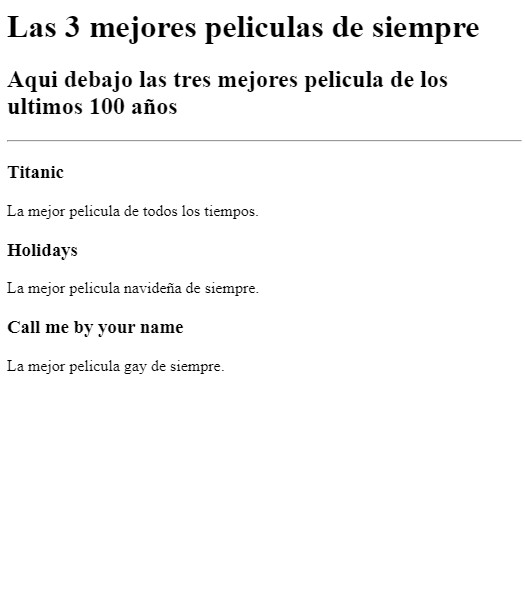 Las 3 mejores peliculas de siempre
Aqui debajo las tres mejores pelicula de los
ultimos 100 años
Titanic
La mejor pelicula de todos los tiempos.
Holidays
La mejor pelicula navideña de siempre.
Call me by your name
La mejor pelicula gay de siempre.